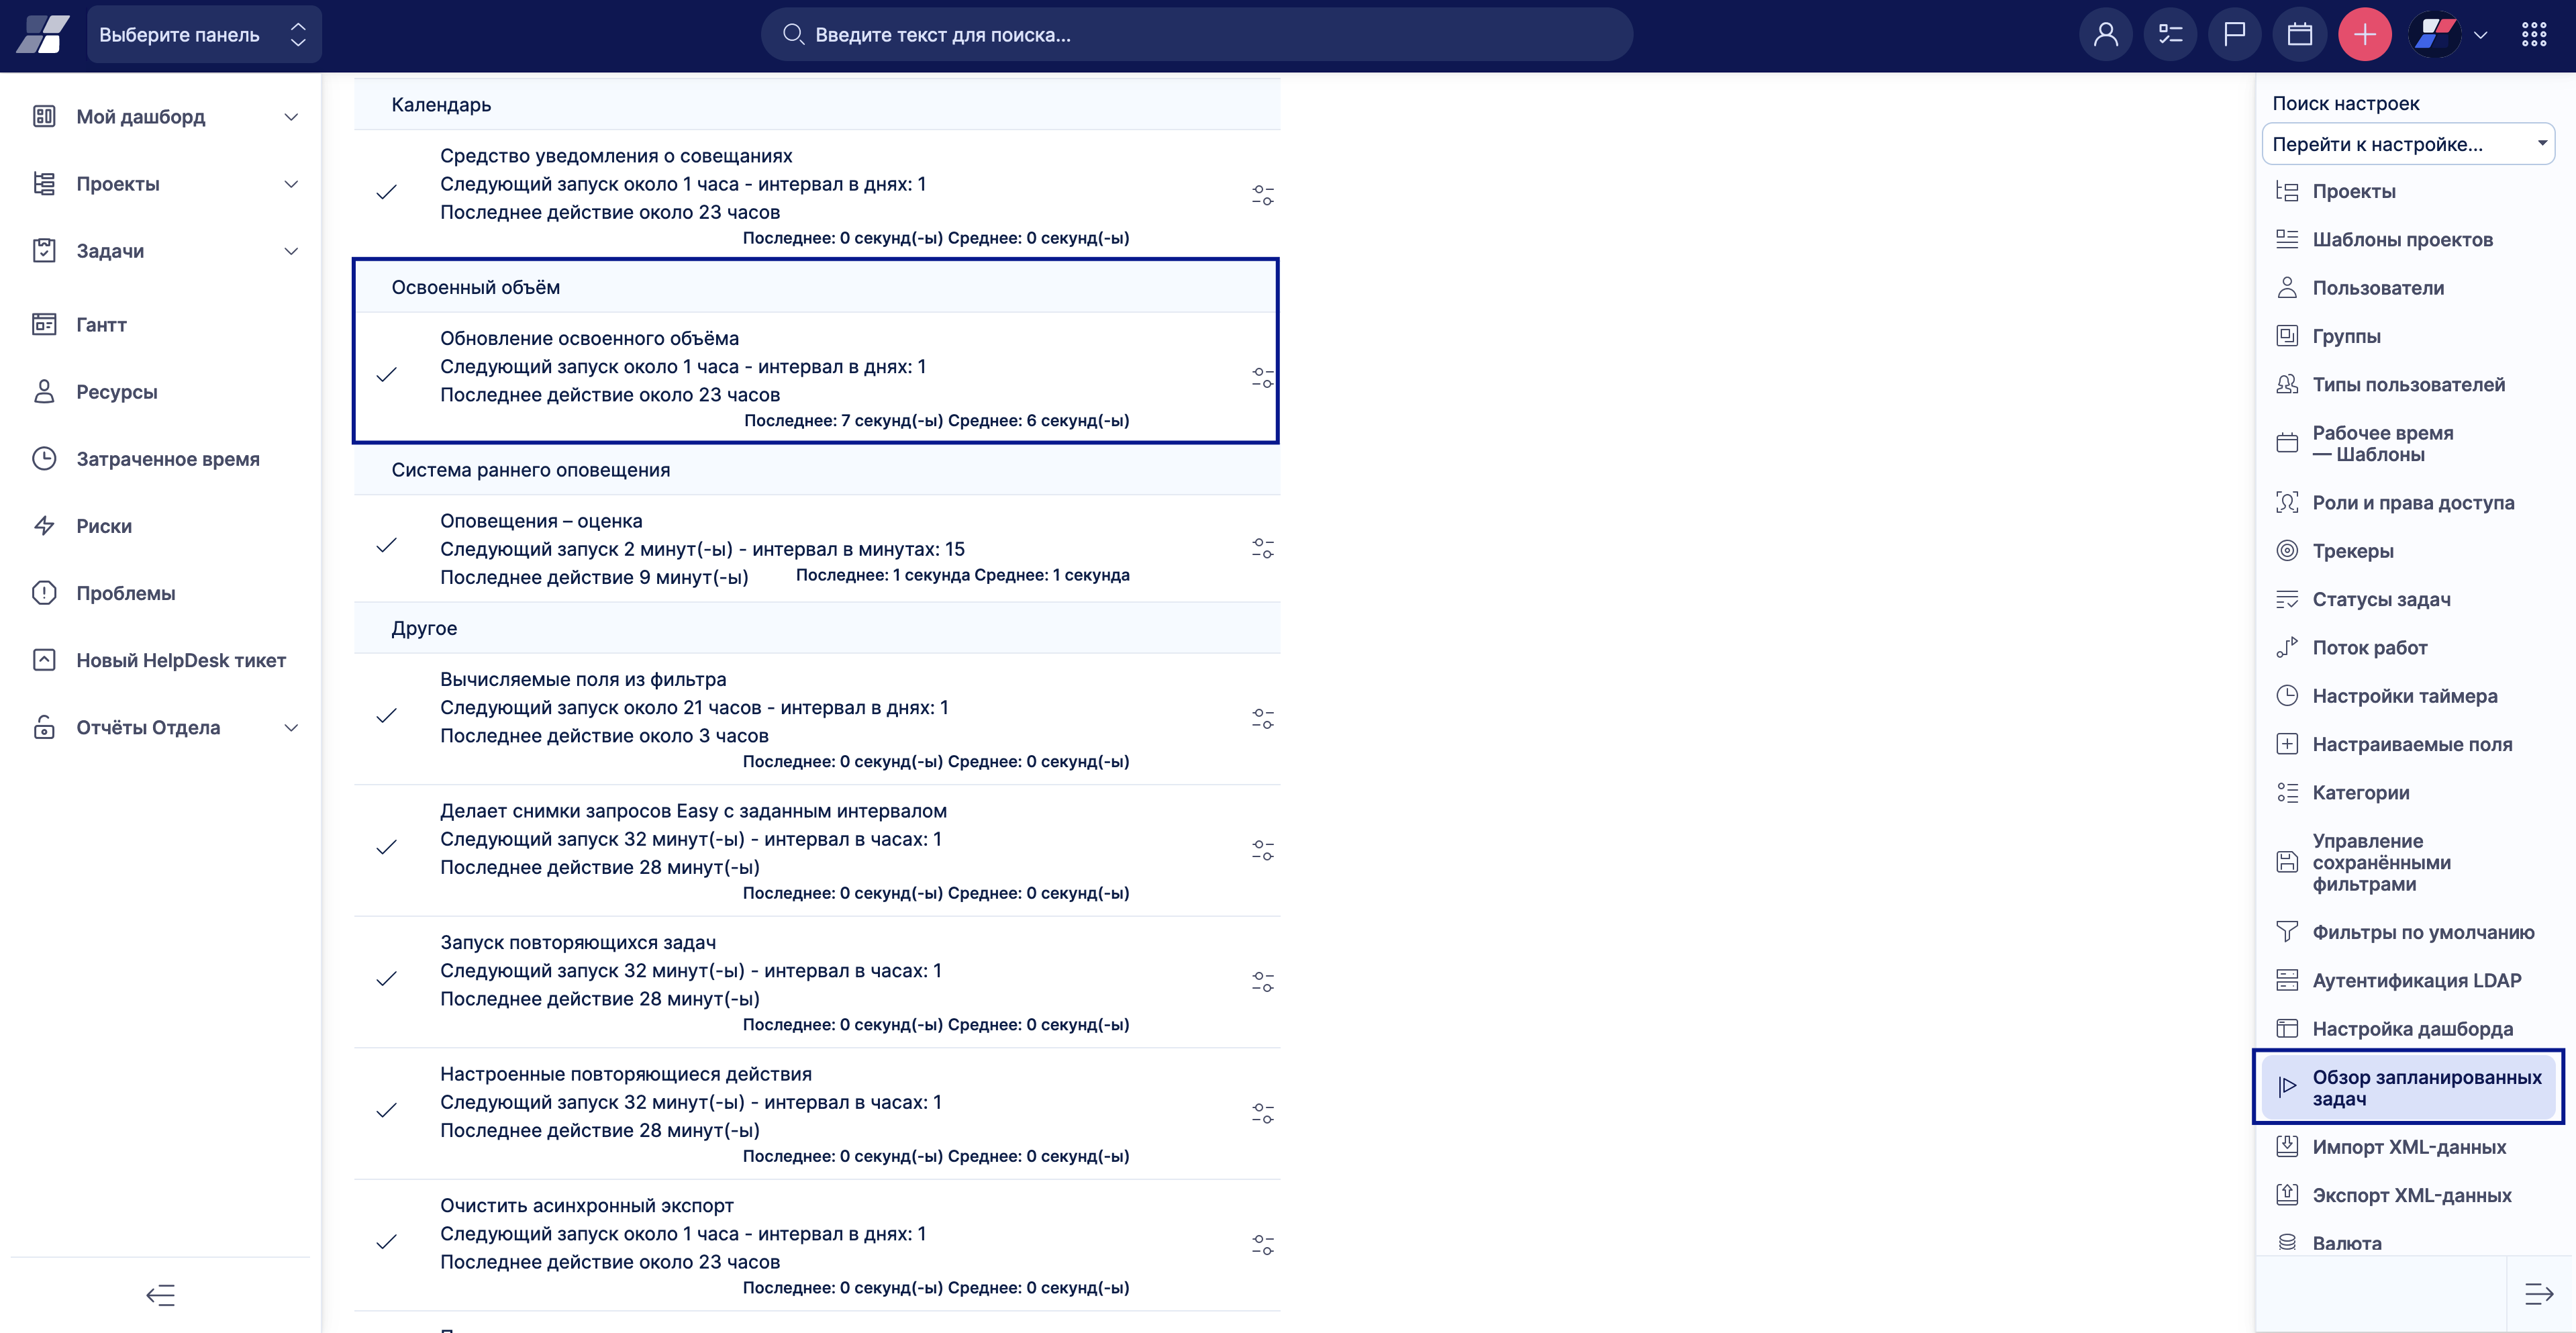 Выберите панель
Введите текст для поиска...
Мой дашборд
Проекты
Задачи
Гантт
Ресурсы
Затраченное время
Риски
Проблемы
Новый HelpDesk тикет
Отчёты Отдела
Календарь
Средство уведомления о совещаниях
Следующий запуск около 1 часа - интервал в днях: 1
Последнее действие около 23 часов
Последнее: 0 секунд(-ы) Среднее: 0 секунд(-ы)
Освоенный объём
Обновление освоенного объёма
Следующий запуск около 1 часа - интервал в днях: 1
Последнее действие около 23 часов
Последнее: 7 секунд(-ы) Среднее: 6 секунд(-ы)
Система раннего оповещения
Оповещения – оценка
Следующий запуск 2 минут(-ы) - интервал в минутах: 15
Последнее действие 9 минут(-ы)
Последнее: 1 секунда Среднее: 1 секунда
Другое
Вычисляемые поля из фильтра
Следующий запуск около 21 часов - интервал в днях: 1
Последнее действие около 3 часов
Последнее: 0 секунд(-ы) Среднее: 0 секунд(-ы)
Делает снимки запросов Easy с заданным интервалом
Следующий запуск 32 минут(-ы) - интервал в часах: 1
Последнее действие 28 минут(-ы)
Последнее: 0 секунд(-ы) Среднее: 0 секунд(-ы)
Запуск повторяющихся задач
Следующий запуск 32 минут(-ы) - интервал в часах: 1
Последнее действие 28 минут(-ы)
Последнее: 0 секунд(-ы) Среднее: 0 секунд(-ы)
Настроенные повторяющиеся действия
Следующий запуск 32 минут(-ы) - интервал в часах: 1
Последнее действие 28 минут(-ы)
Последнее: 0 секунд(-ы) Среднее: 0 секунд(-ы)
Очистить асинхронный экспорт
Следующий запуск около 1 часа - интервал в днях: 1
Последнее действие около 23 часов
Последнее: 0 секунд(-ы) Среднее: 0 секунд(-ы)
Поиск настроек
Перейти к настройке...
Проекты
Шаблоны проектов
Пользователи
Группы
Типы пользователей
Рабочее время
— Шаблоны
Роли и права доступа
Трекеры
Статусы задач
Поток работ
Настройки таймера
Настраиваемые поля
Категории
Управление
сохранёнными
фильтрами
Фильтры по умолчанию
Аутентификация LDAP
Настройка дашборда
Обзор запланированных
задач
Импорт XML-данных
Экспорт XML-данных
Валюта